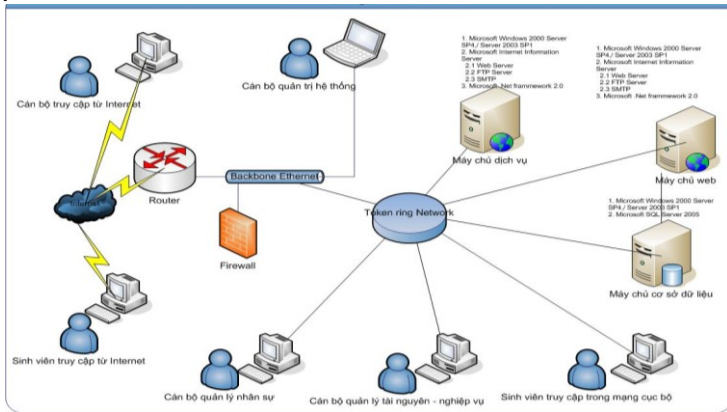 1. Microsoft Windows 2000 Server
SP4./ Server 2003 SP1
2. Microsoft Internet Information
Server
2.1 Web Server
2.2 FTP Server
2.3 SMTP
3. Microsoft .Net frammework 2.0
1. Microsoft Windows 2000 Server
SP4./ Server 2003 SP1
2. Microsoft Internet Information
Server
2.1 Web Server
2.2 FTP Server
2.3 SMTP
3. Microsoft .Net frammework 2.0
Cán bộ truy cập từ Internet
Cán bộ quản trị hệ thống
Máy chủ dịch vụ
Máy chủ web
Backbone Ethernet
Internet
Router
Token ring Network
1. Microsoft Windows 2000 Server
SP4./ Server 2003 SP1
2. Microsoft SQL Server 2005
Firewall
Máy chủ cơ sở dữ liệu
Sinh viên truy cập từ Internet
Cán bộ quản lý nhân sự
Cán bộ quản lý tài nguyên - nghiệp vụ
Sinh viên truy cập trong mạng cục bộ